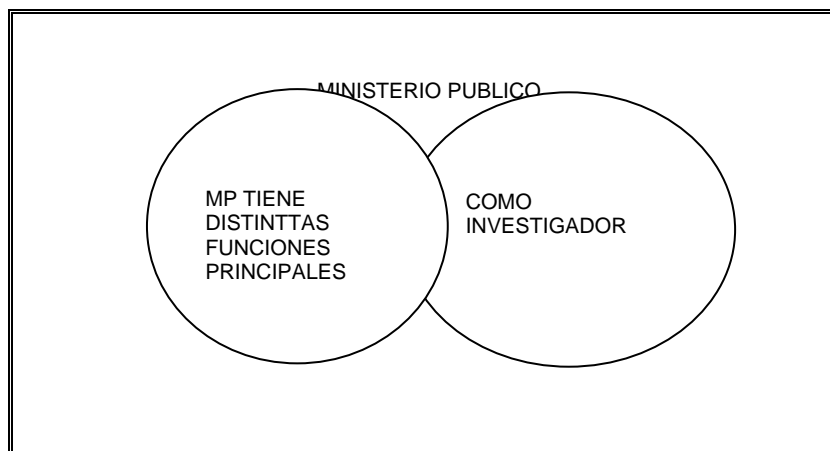 MINISTERIO PUBLICO
MP TIENE
DISTINTTAS
FUNCIONES
PRINCIPALES
COMO
INVESTIGADOR